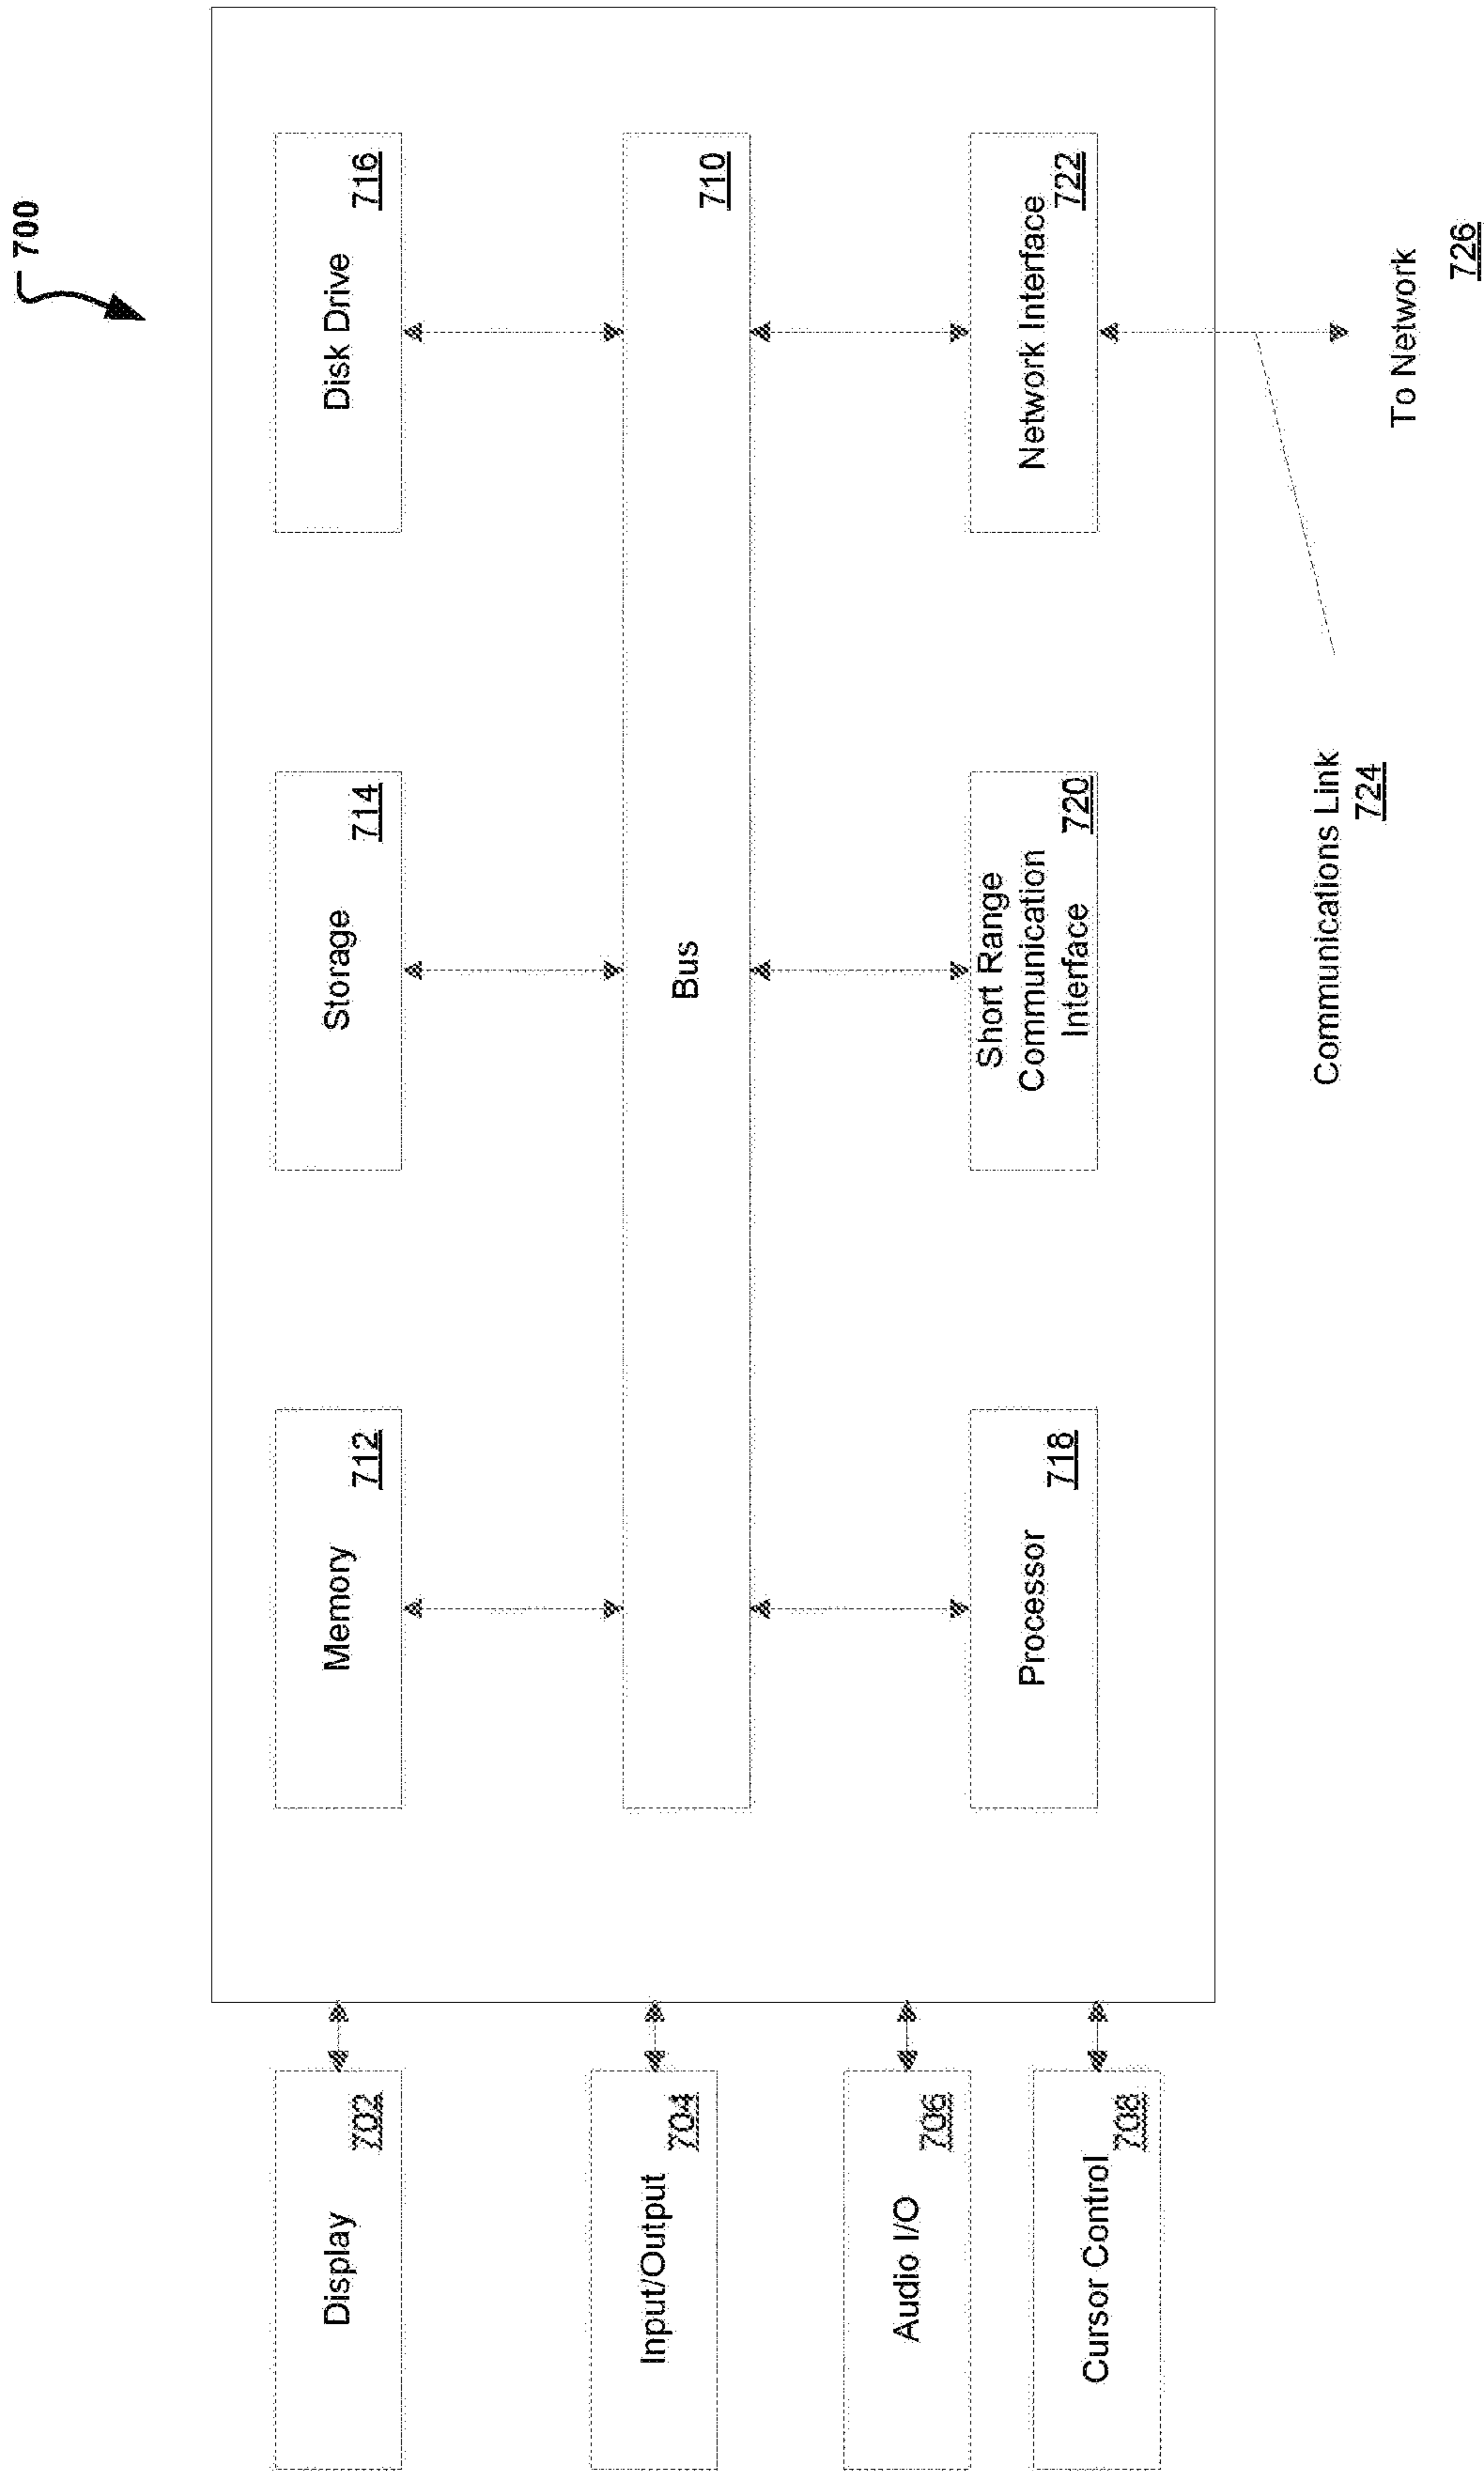 700
Display
702
Input/Output
704
Audio I/O
706
Cursor Control
708
Memory
712
Storage
714
Disk Drive
716
Bus
710
Processor
718
Short Range
Communication
Interface
720
Network Interface
722
Communications Link
724
To Network
726